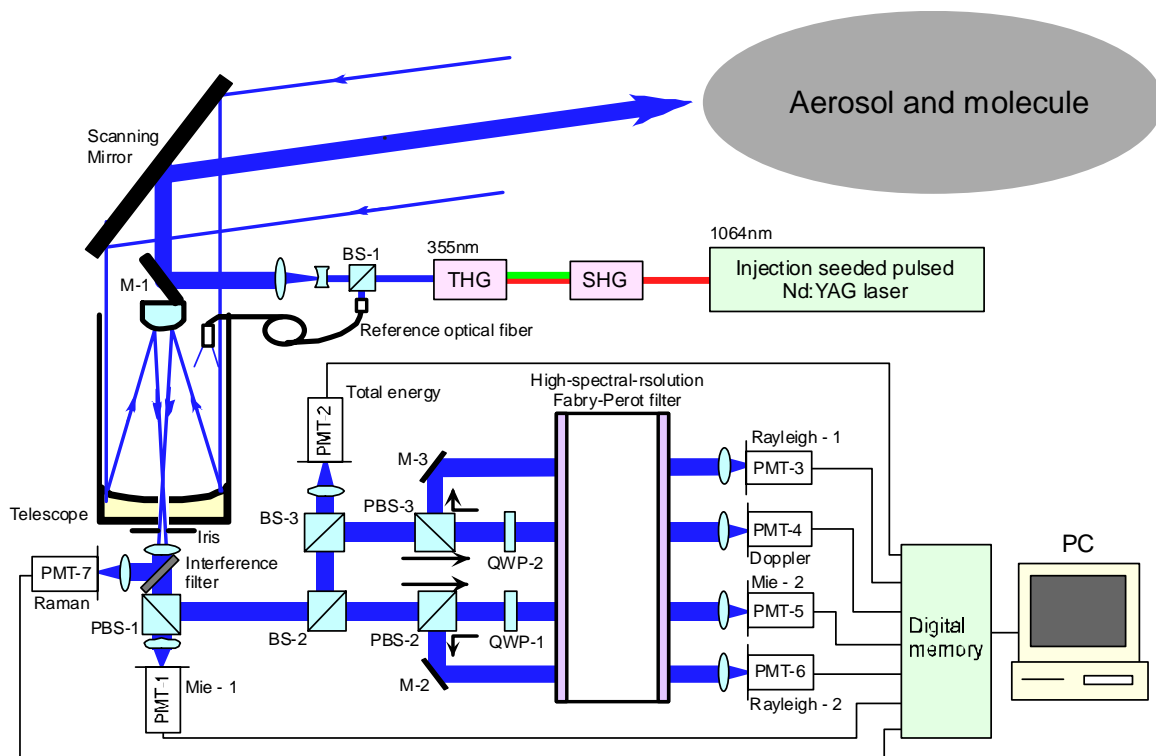 Aerosol and molecule
Scanning
Mirror
M-1
BS-1
355nm
THG
SHG
1064nm
Injection seeded pulsed
Nd:YAG laser
Reference optical fiber
Total energy
PMT-2
High-spectral-rsolution
Fabry-Perot filter
M-3
Rayleigh - 1
PMT-3
BS-3
PBS-3
QWP-2
PMT-4
Doppler
Telescope
Iris
Interference
filter
PMT-7
Raman
PBS-1
BS-2
PBS-2
QWP-1
Mie - 2
PMT-5
M-2
PMT-6
Rayleigh - 2
PMT-1
Mie - 1
Digital
memory
PC